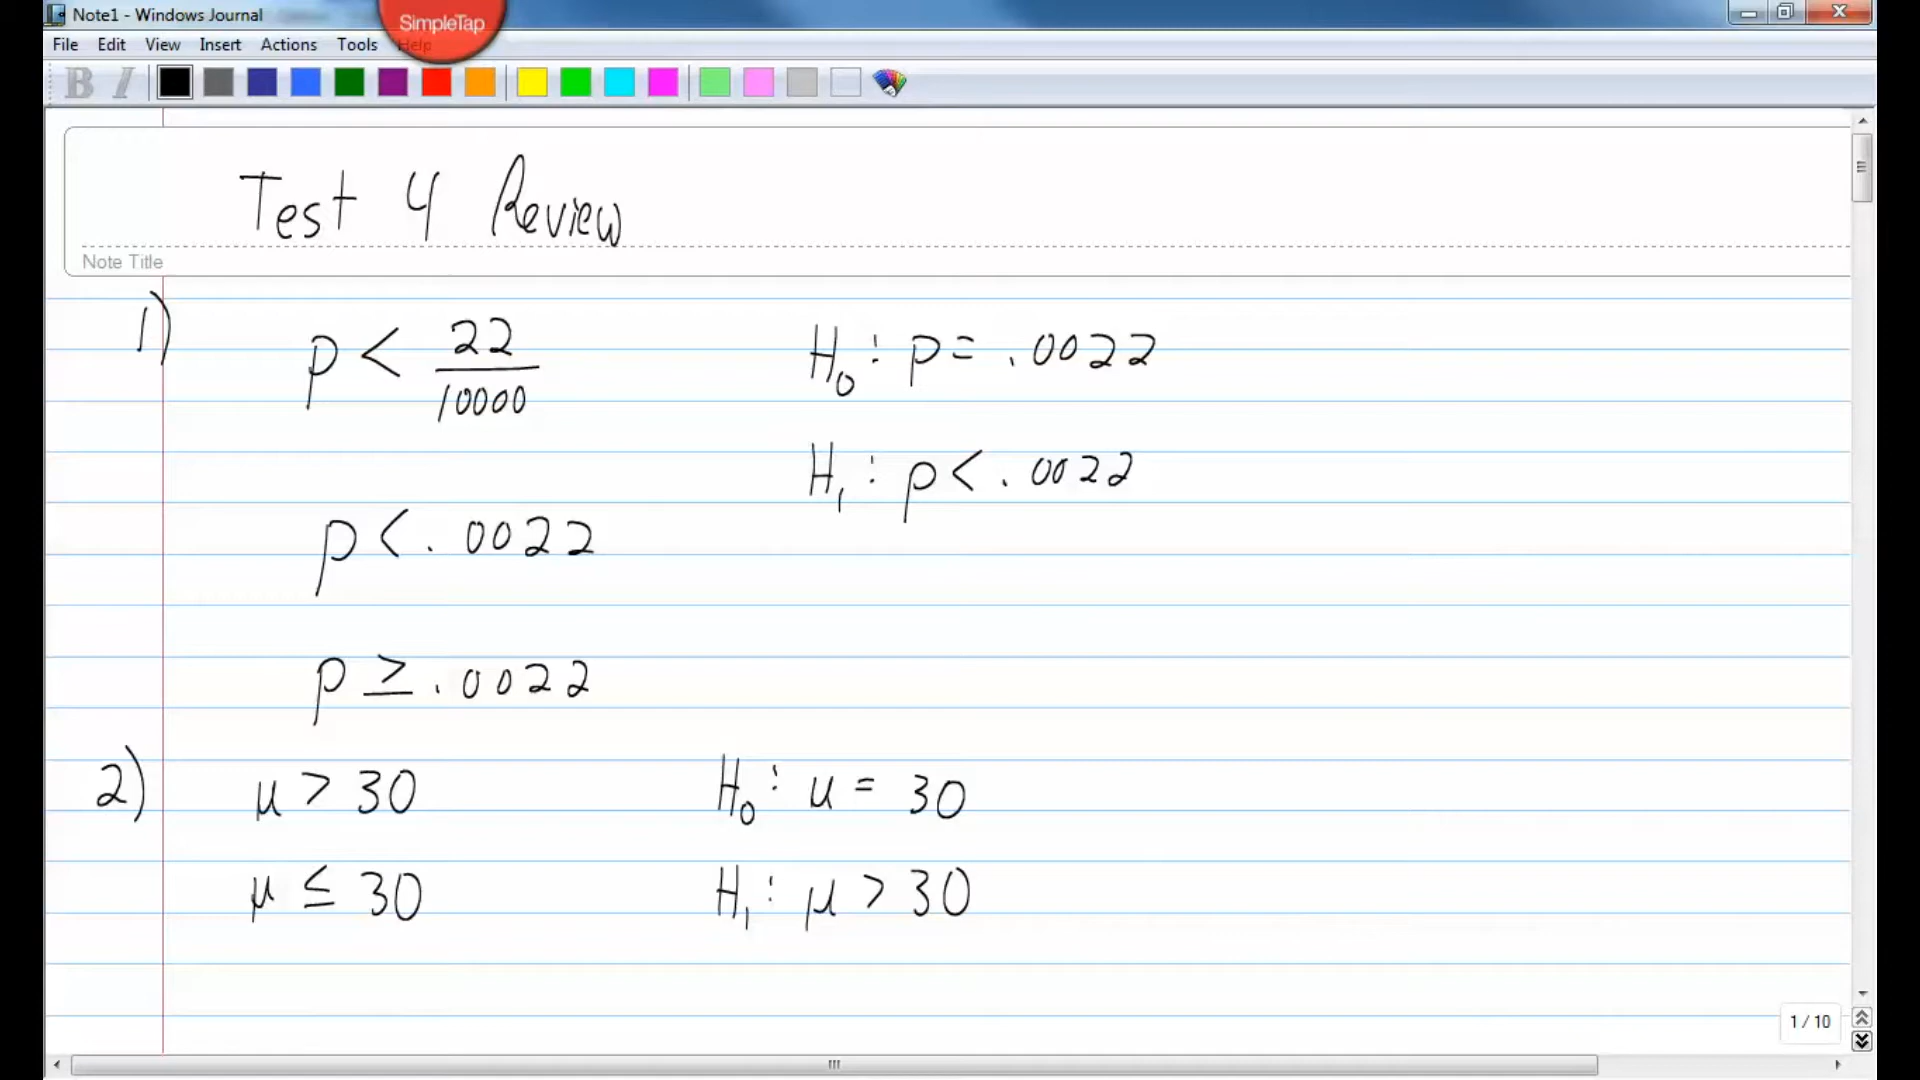 Note1 - Windows Journal
SimpleTap
File Edit View Insert Actions Tools Help
B I
Test 4 Review
Note Title
1)
p < 22/10000
H₀ : p = .0022
H₁ : p < .0022
p < .0022
p ≥ .0022
2)
μ > 30
H₀ : μ = 30
μ ≤ 30
H₁ : μ > 30
1 / 10